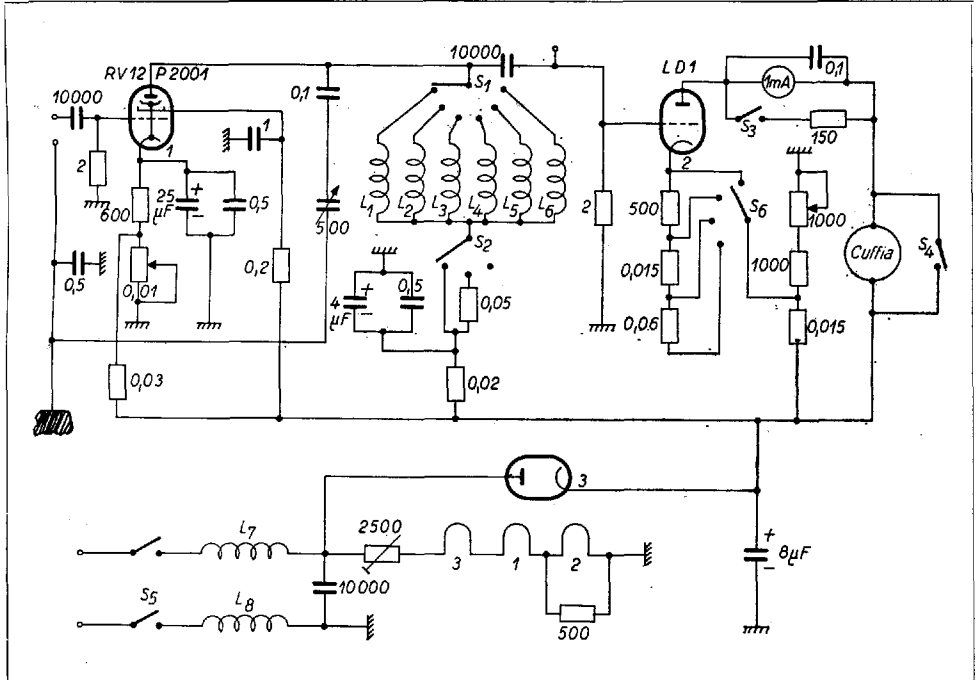 RV12 P2001
10000
2
1
1
600
25 µF
+
-
0,5
0,01
0,5
0,2
0,03
0,1
500
10000
S1
L1 L2 L3 L4 L5 L6
S2
4 µF
+
-
0,5
0,05
0,02
2
LD1
2
500
0,015
0,06
S6
1mA
0,1
S3
150
1000
1000
0,015
Cuffia
S4
3
L7
2500
3
1
2
10000
S5
L8
500
+
-
8µF